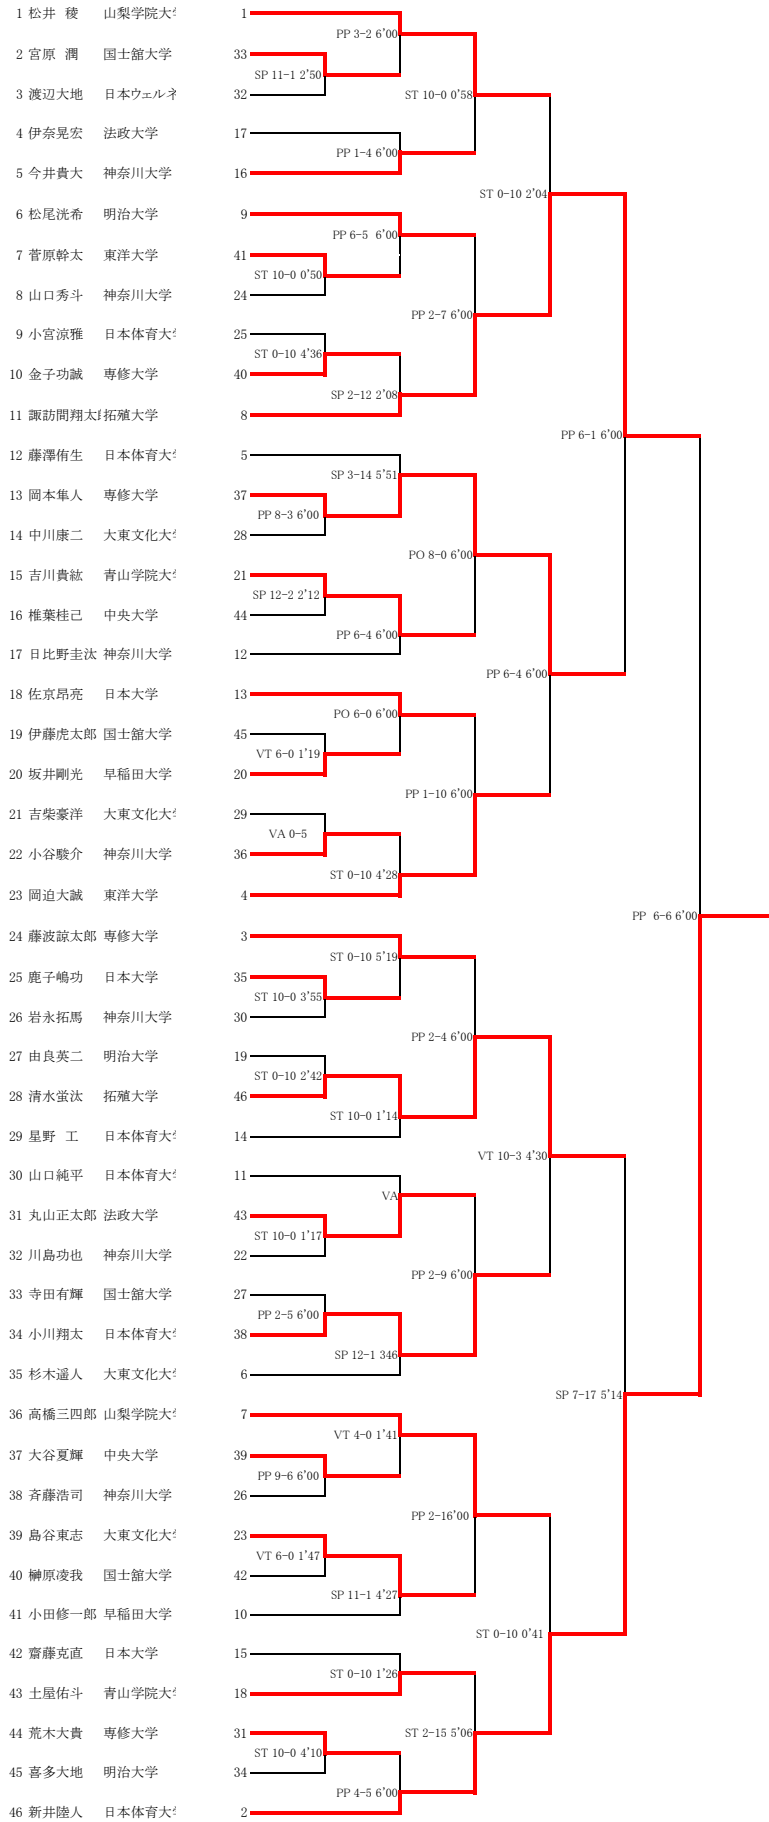 1 松井 稜 山梨学院大学 1
PP 3-2 6'00
2 宮原 潤 国士舘大学 33
SP 11-1 2'50
3 渡辺大地 日本ウェルネ 32
ST 10-0 0'58
4 伊奈晃宏 法政大学 17
PP 1-4 6'00
5 今井貴大 神奈川大学 16
ST 0-10 2'04
6 松尾洸希 明治大学 9
PP 6-5 6'00
7 菅原幹太 東洋大学 41
ST 10-0 0'50
8 山口秀斗 神奈川大学 24
PP 2-7 6'00
9 小宮涼雅 日本体育大学 25
ST 0-10 4'36
10 金子功誠 専修大学 40
SP 2-12 2'08
11 諏訪間翔太 拓殖大学 8
PP 6-1 6'00
12 藤澤侑生 日本体育大学 5
SP 3-14 5'51
13 岡本隼人 専修大学 37
PP 8-3 6'00
14 中川康二 大東文化大学 28
PO 8-0 6'00
15 吉川貴紘 青山学院大学 21
SP 12-2 2'12
16 椎葉桂己 中央大学 44
PP 6-4 6'00
17 日比野圭汰 神奈川大学 12
PP 6-4 6'00
18 佐京昂亮 日本大学 13
PO 6-0 6'00
19 伊藤虎太郎 国士舘大学 45
VT 6-0 1'19
20 坂井剛光 早稲田大学 20
PP 1-10 6'00
21 吉柴豪洋 大東文化大学 29
VA 0-5
22 小谷駿介 神奈川大学 36
ST 0-10 4'28
23 岡迫大誠 東洋大学 4
PP 6-6 6'00
24 藤波諒太郎 専修大学 3
ST 0-10 5'19
25 鹿子嶋功 日本大学 35
ST 10-0 3'55
26 岩永拓馬 神奈川大学 30
PP 2-4 6'00
27 由良英二 明治大学 19
ST 0-10 2'42
28 清水蛍汰 拓殖大学 46
ST 10-0 1'14
29 星野 工 日本体育大学 14
VT 10-3 4'30
30 山口純平 日本体育大学 11
VA
31 丸山正太郎 法政大学 43
ST 10-0 1'17
32 川島功也 神奈川大学 22
PP 2-9 6'00
33 寺田有輝 国士舘大学 27
PP 2-5 6'00
34 小川翔太 日本体育大学 38
SP 12-1 346
35 杉木遥人 大東文化大学 6
SP 7-17 5'14
36 高橋三四郎 山梨学院大学 7
VT 4-0 1'41
37 大谷夏輝 中央大学 39
PP 9-6 6'00
38 斉藤浩司 神奈川大学 26
PP 2-16'00
39 島谷東志 大東文化大学 23
VT 6-0 1'47
40 榊原凌我 国士舘大学 42
SP 11-1 4'27
41 小田修一郎 早稲田大学 10
ST 0-10 0'41
42 齋藤克直 日本大学 15
ST 0-10 1'26
43 土屋佑斗 青山学院大学 18
ST 2-15 5'06
44 荒木大貴 専修大学 31
ST 10-0 4'10
45 喜多大地 明治大学 34
PP 4-5 6'00
46 新井陸人 日本体育大学 2